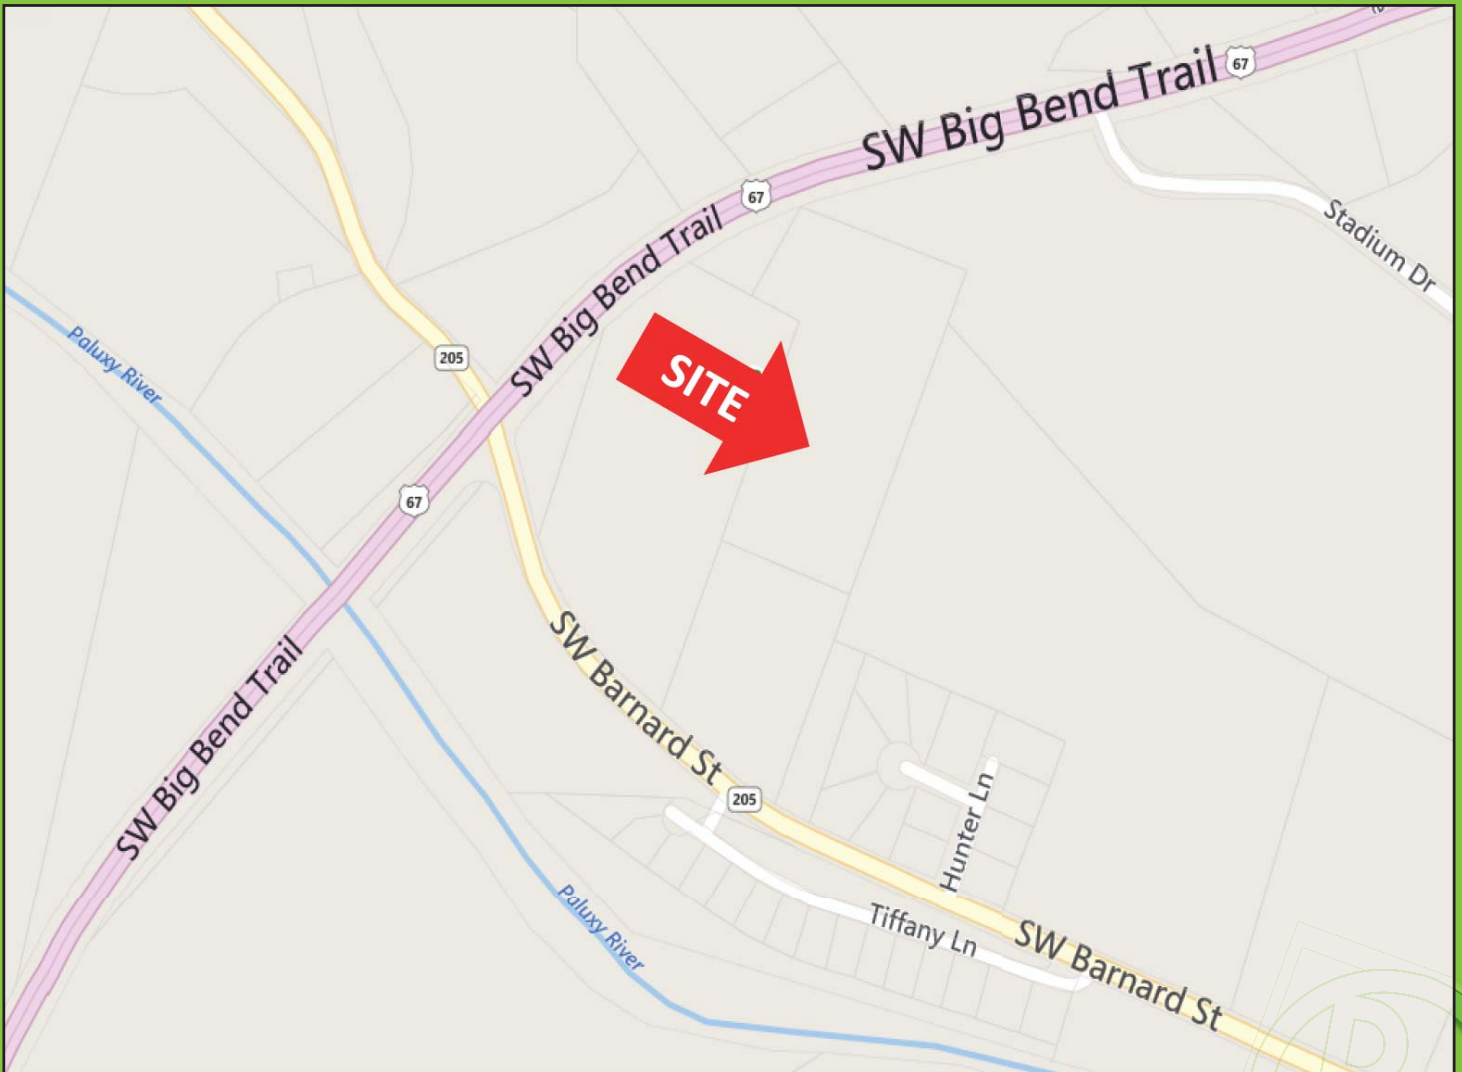 SW Big Bend Trail
67
67
SW Big Bend Trail
Stadium Dr
Paluxy River
205
SITE
67
SW Big Bend Trail
SW Barnard St
205
Hunter Ln
Paluxy River
Tiffany Ln
SW Barnard St